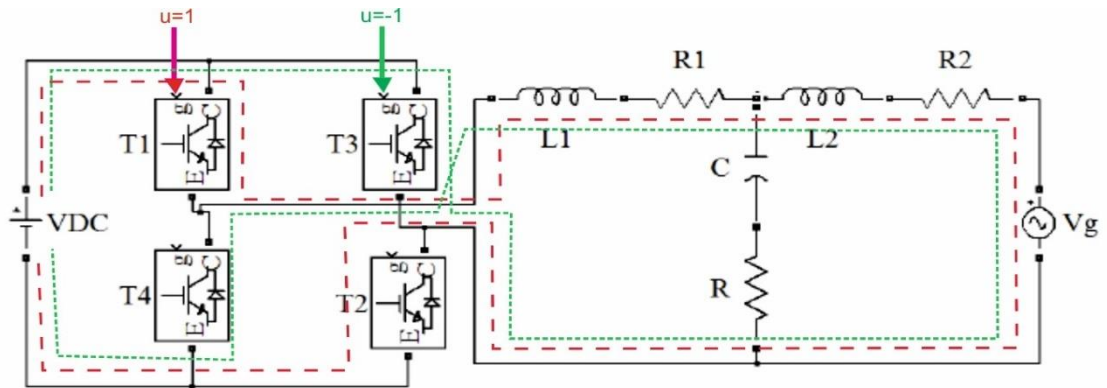 u=1 u=-1
R1 R2
g C g C
T1 T3
E E
L1 L2
C
VDC Vg
g C g C
T4 T2 R
E E